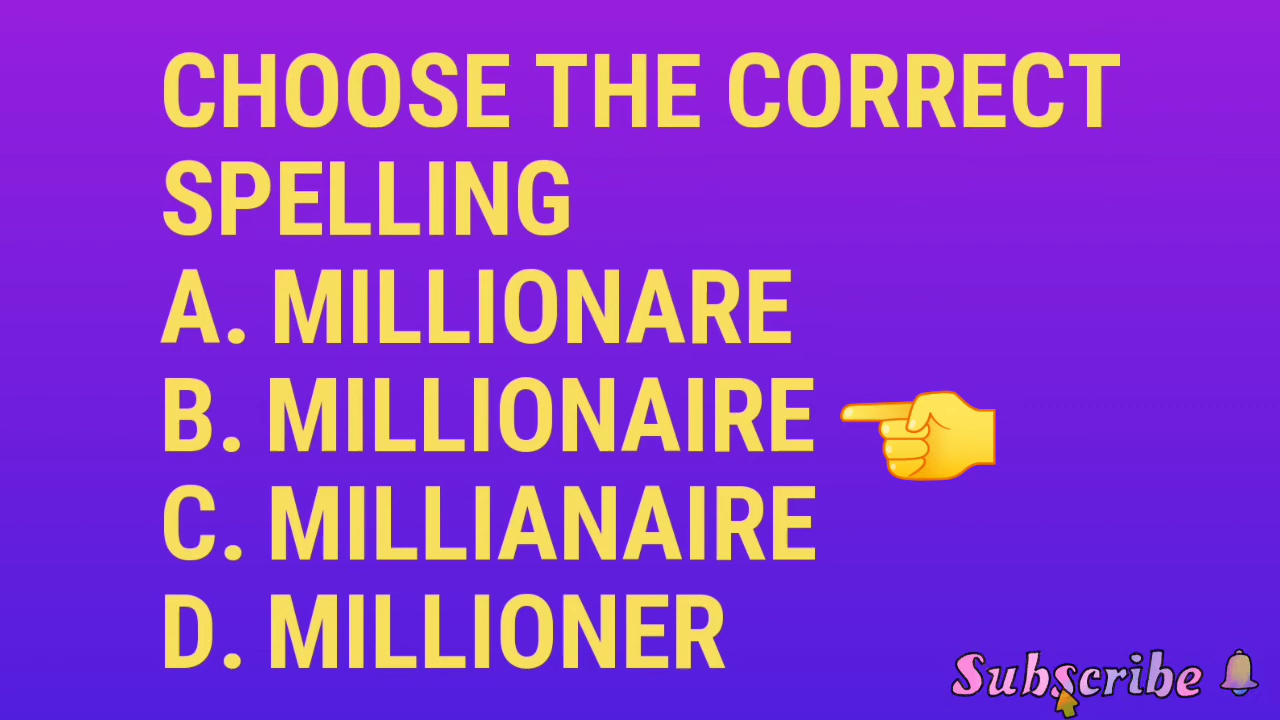 CHOOSE THE CORRECT
SPELLING
A. MILLIONARE
B. MILLIONAIRE
C. MILLIANAIRE
D. MILLIONER
Subscribe